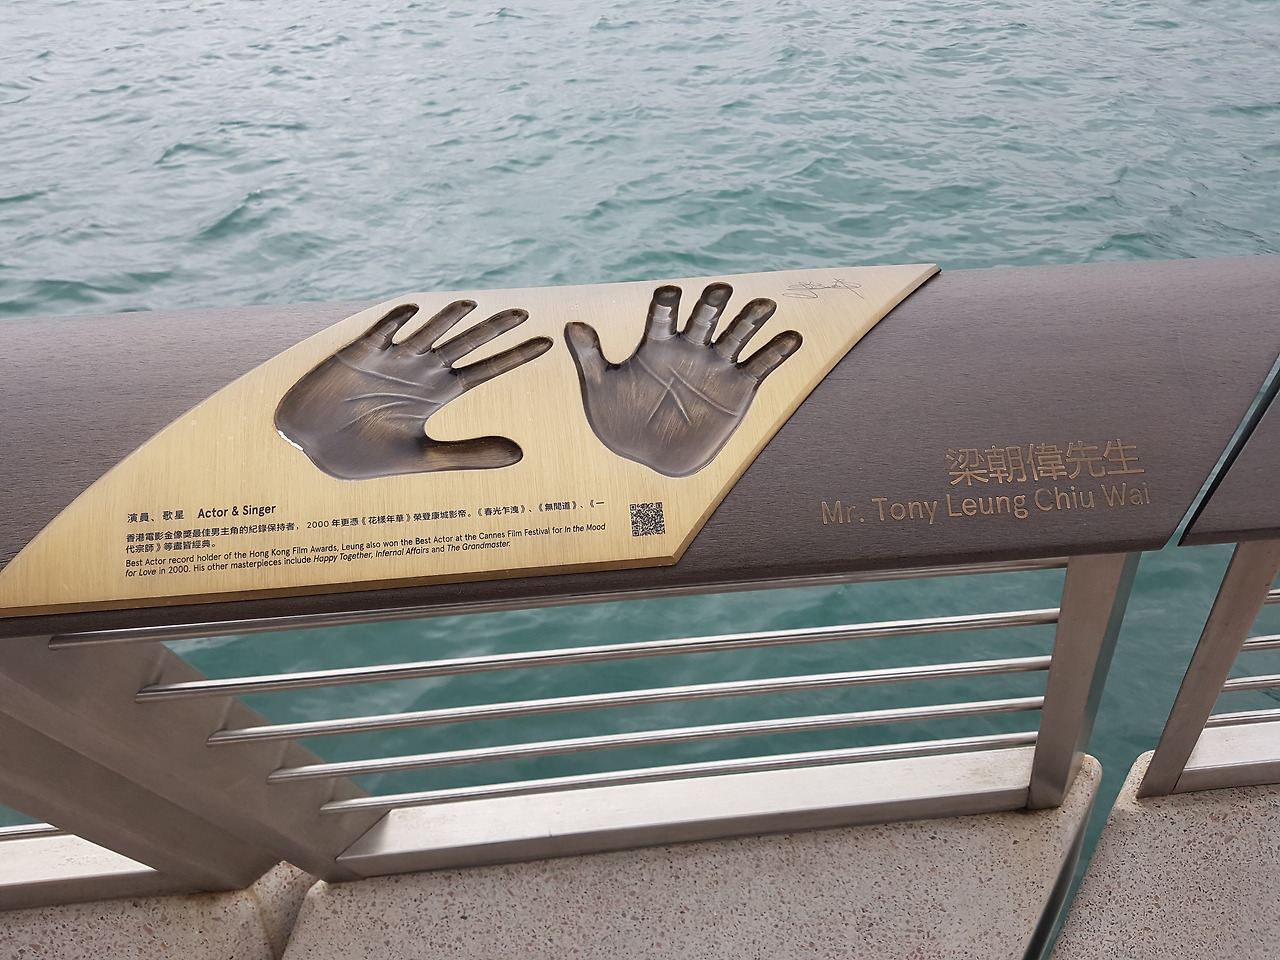 演員、歌星 Actor & Singer
香港電影金像獎最佳男主角的紀錄保持者，2000年更憑《花樣年華》榮登康城影帝。《春光乍洩》、《無間道》、《一
代宗師》等盡皆經典。
Best Actor record holder of the Hong Kong Film Awards, Leung also won the Best Actor at the Cannes Film Festival for In the Mood
for Love in 2000. His other masterpieces include Happy Together, Infernal Affairs and The Grandmaster.
梁朝偉先生
Mr. Tony Leung Chiu Wai